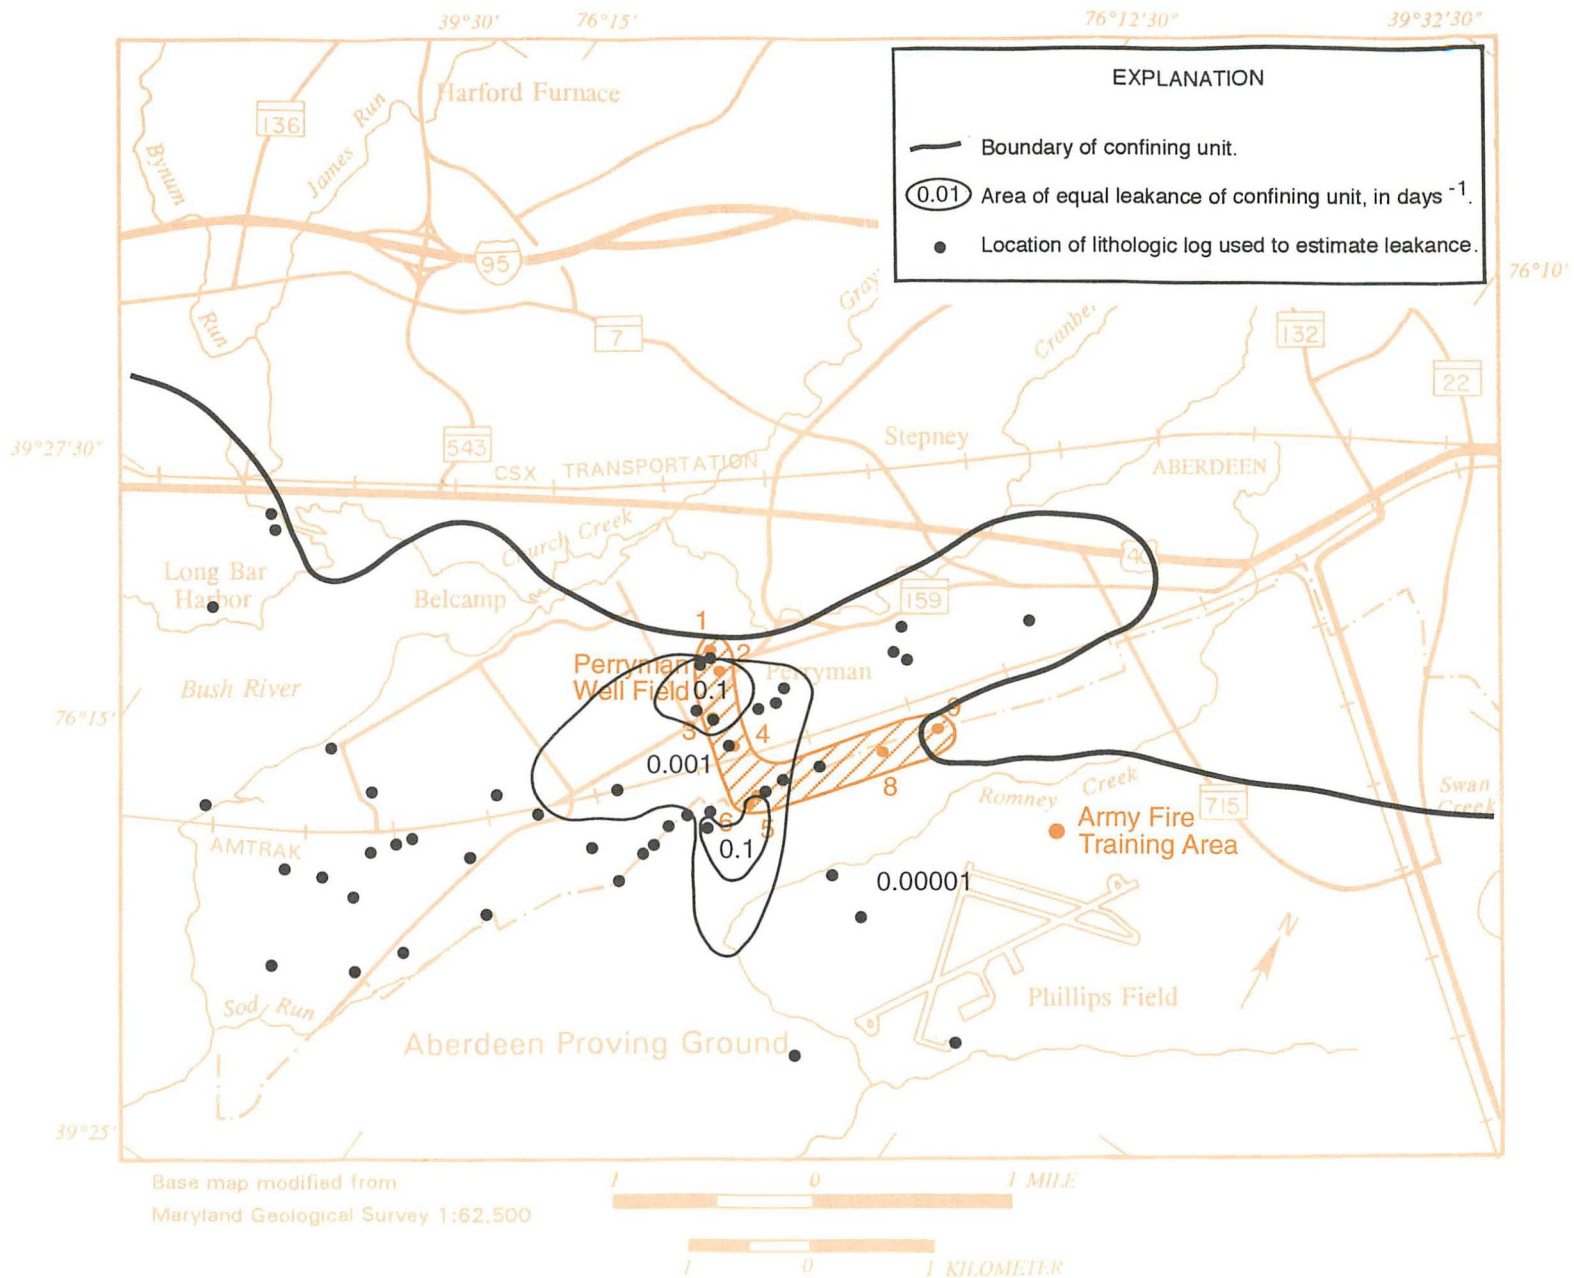 39°30'
76°15'
76°12'30"
39°32'30"
EXPLANATION
Boundary of confining unit.
0.01 Area of equal leakance of confining unit, in days -1.
Location of lithologic log used to estimate leakance.
Harford Furnace
136
James Run
Bynum
Run
95
76°10'
7
Gray
Cranber
132
22
39°27'30"
543
Stepney
CSX TRANSPORTATION
ABERDEEN
Church Creek
40
Long Bar
Harbor
Belcamp
159
1
2
Perryman
Well Field
Perryman
0.1
Bush River
76°15'
3
4
9
0.001
8
Romney Creek
Swan
Creek
715
6
5
Army Fire
Training Area
AMTRAK
0.1
0.00001
N
Phillips Field
Sod Run
Aberdeen Proving Ground
39°25'
Base map modified from
Maryland Geological Survey 1:62,500
1 0 1 MILE
1 0 1 KILOMETER